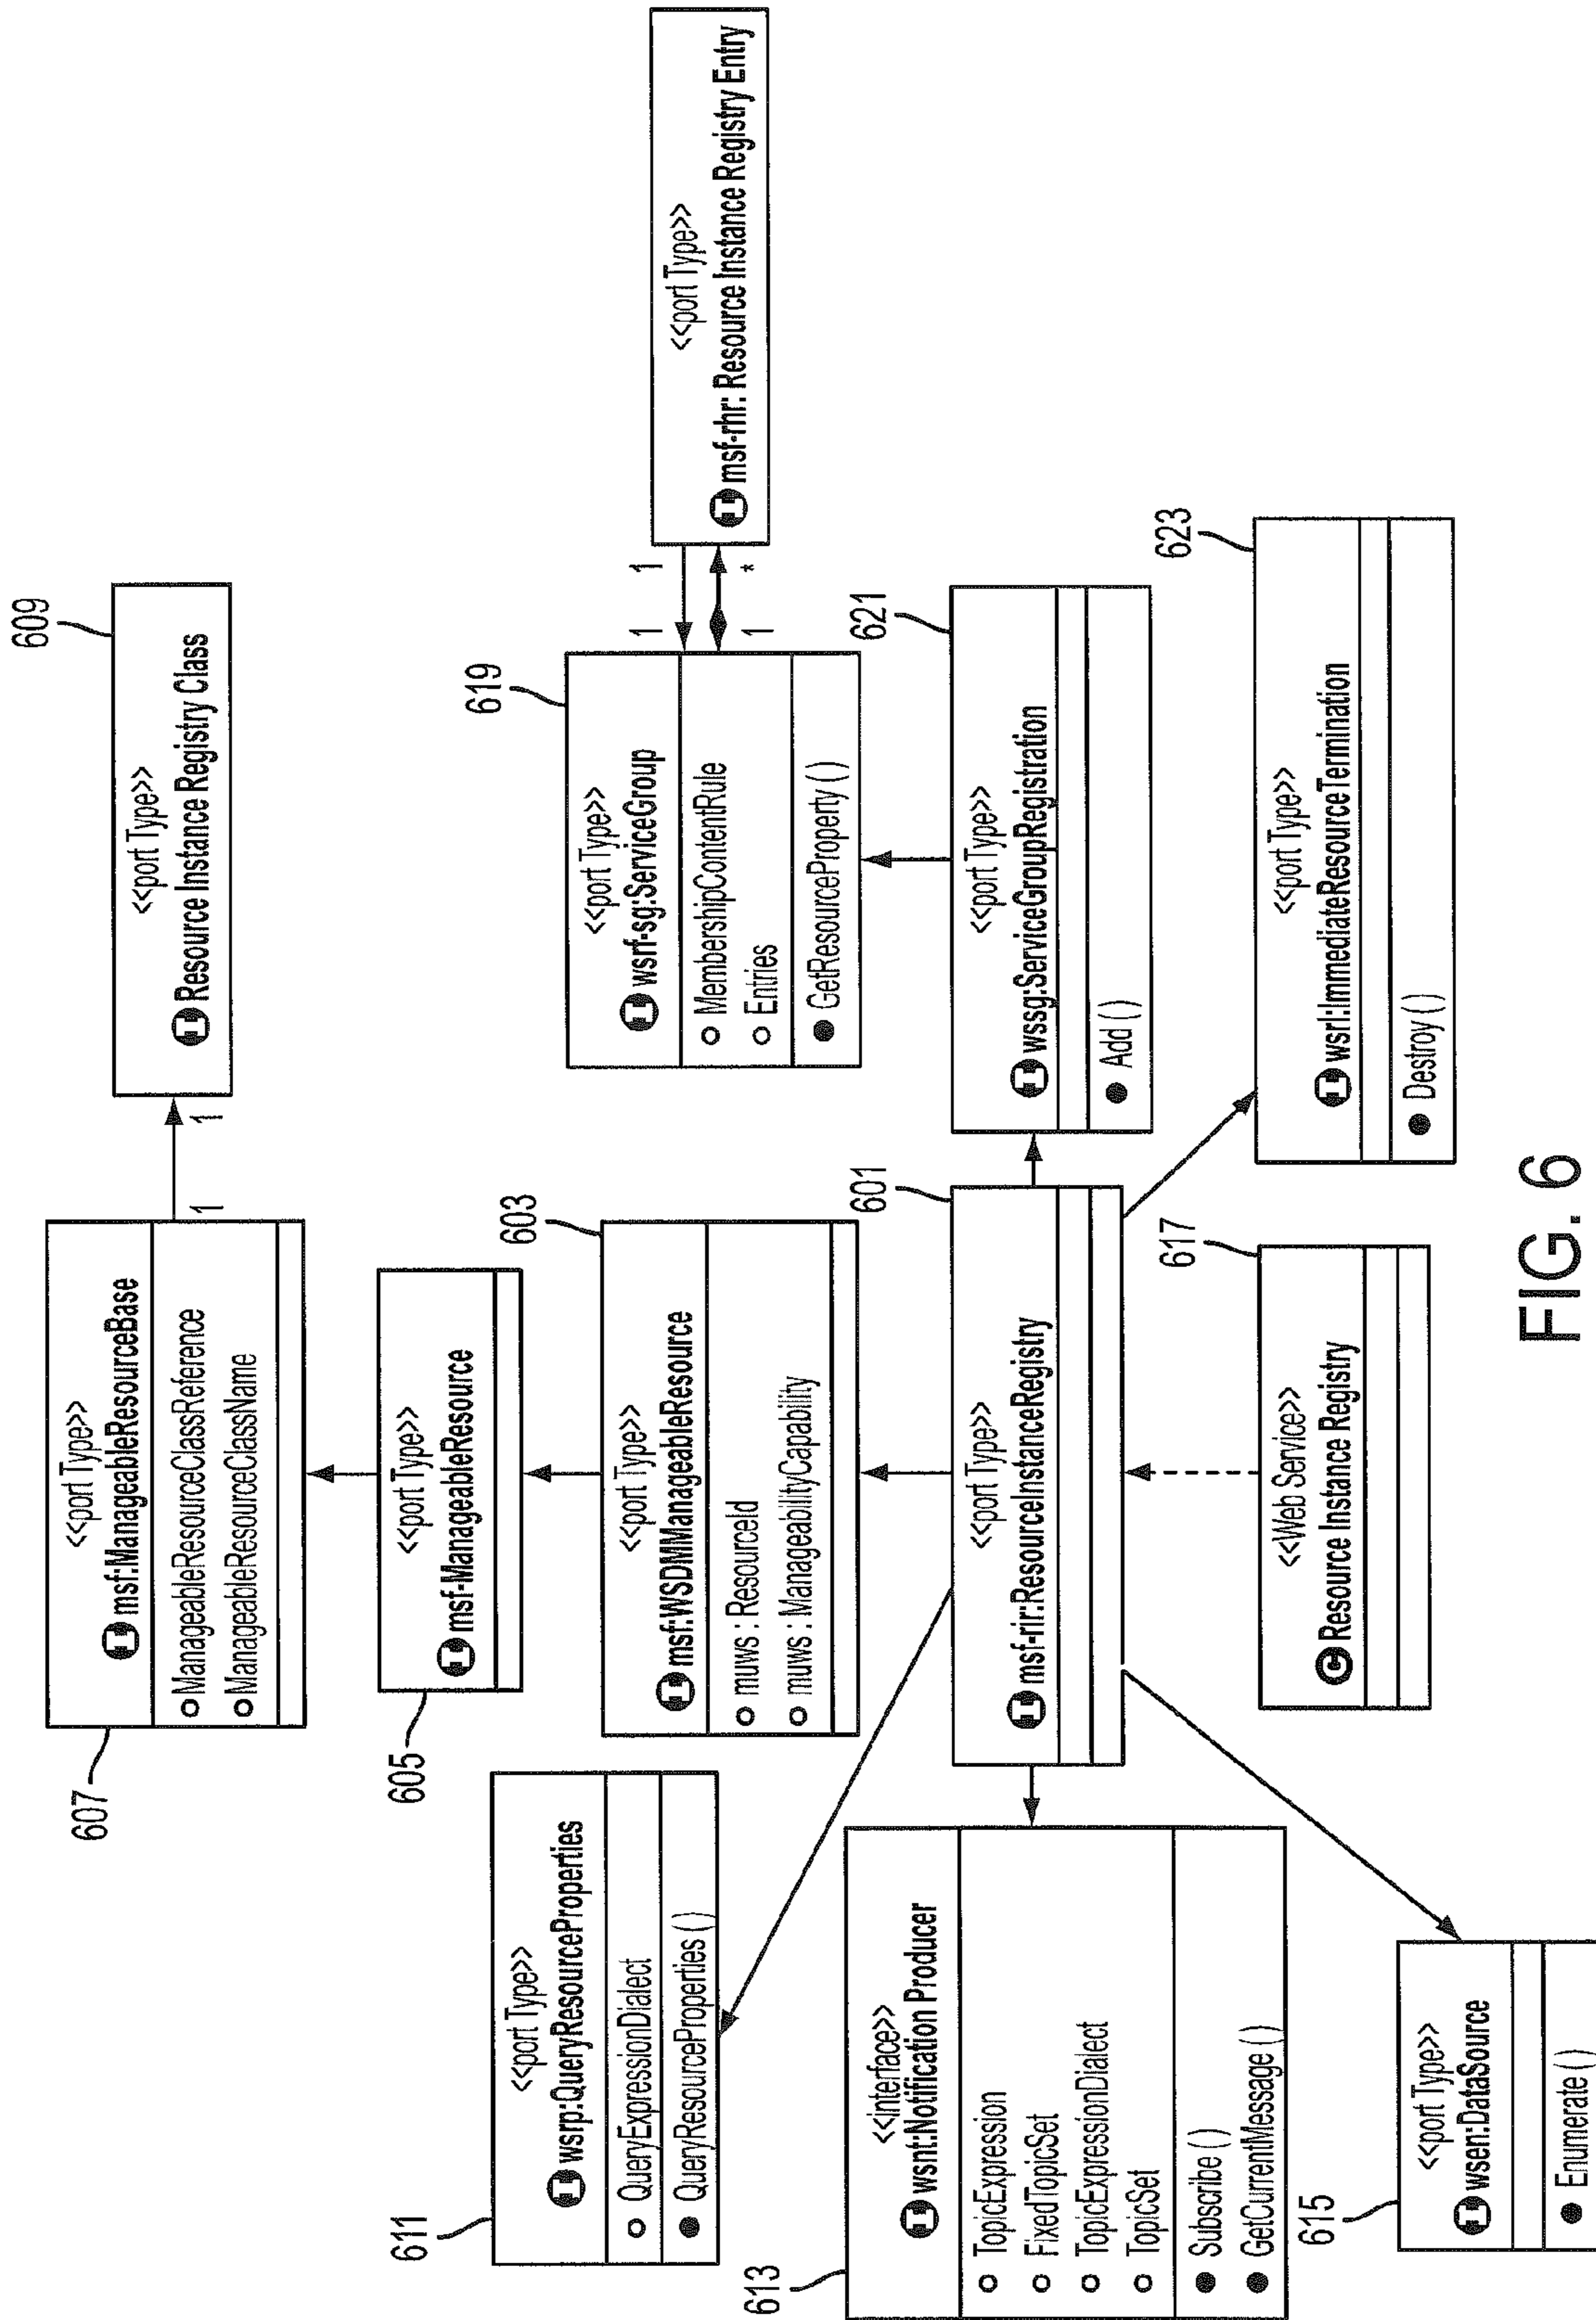 607
<<port Type>>
msf:ManageableResourceBase
ManageableResourceClassReference
ManageableResourceClassName
1
1
609
<<port Type>>
Resource Instance Registry Class
605
<<port Type>>
msf-ManageableResource
611
<<port Type>>
wsrp:QueryResourceProperties
QueryExpressionDialect
QueryResourceProperties ( )
603
<<port Type>>
msf:WSDMManageableResource
muws : ResourceId
muws : ManageabilityCapability
619
<<port Type>>
wsrf-sg:ServiceGroup
MembershipContentRule
Entries
GetResourceProperty ( )
1
1
1
*
<<port Type>>
msf-rhr: Resource Instance Registry Entry
613
<<interface>>
wsnt:Notification Producer
TopicExpression
FixedTopicSet
TopicExpressionDialect
TopicSet
Subscribe ( )
GetCurrentMessage ( )
601
<<port Type>>
msf-rir:ResourceInstanceRegistry
621
<<port Type>>
wssg:ServiceGroupRegistration
Add ( )
615
<<port Type>>
wsen:DataSource
Enumerate ( )
617
<<Web Service>>
C Resource Instance Registry
623
<<port Type>>
wsrl:ImmediateResourceTermination
Destroy ( )
FIG. 6